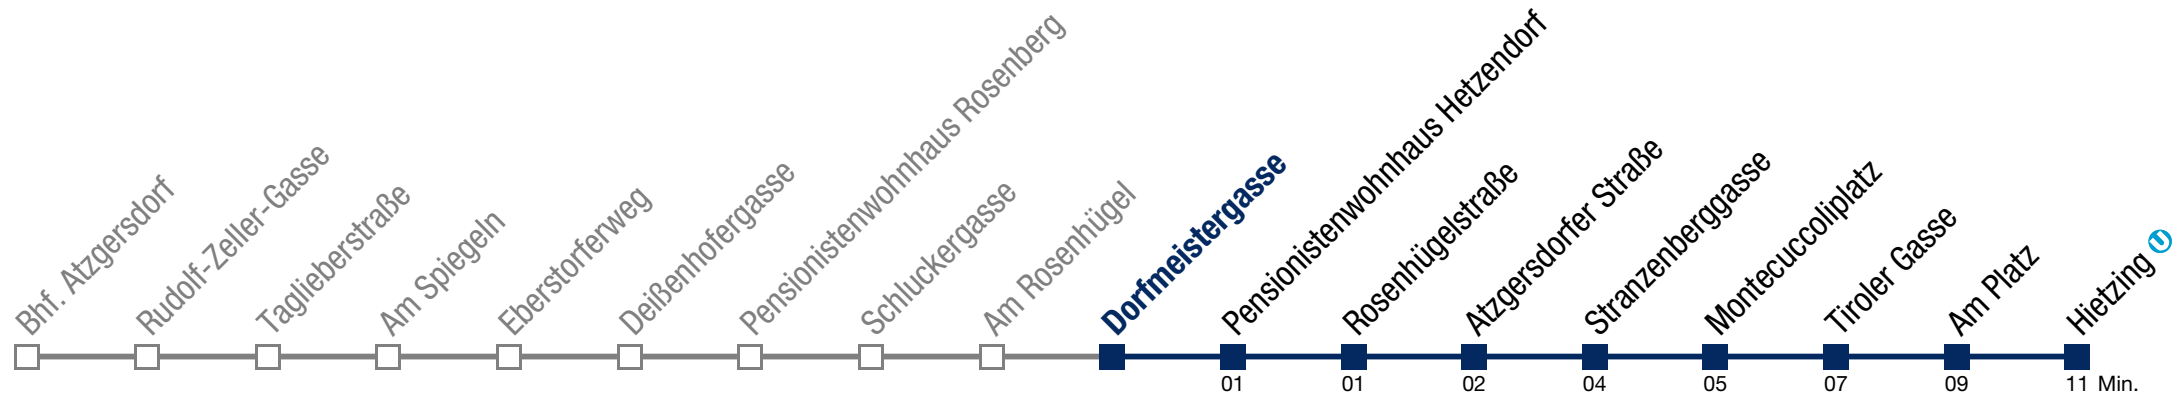 Bhf. Atzgersdorf
Rudolf-Zeller-Gasse
Taglieberstraße
Am Spiegeln
Eberstorferweg
Deißenhofergasse
Pensionistenwohnhaus Rosenberg
Schluckergasse
Am Rosenhügel
Dorfmeistergasse
Pensionistenwohnhaus Hetzendorf
Rosenhügelstraße
Atzgersdorfer Straße
Stranzenberggasse
Montecuccoliplatz
Tiroler Gasse
Am Platz
Hietzing U
01 01 02 04 05 07 09 11 Min.